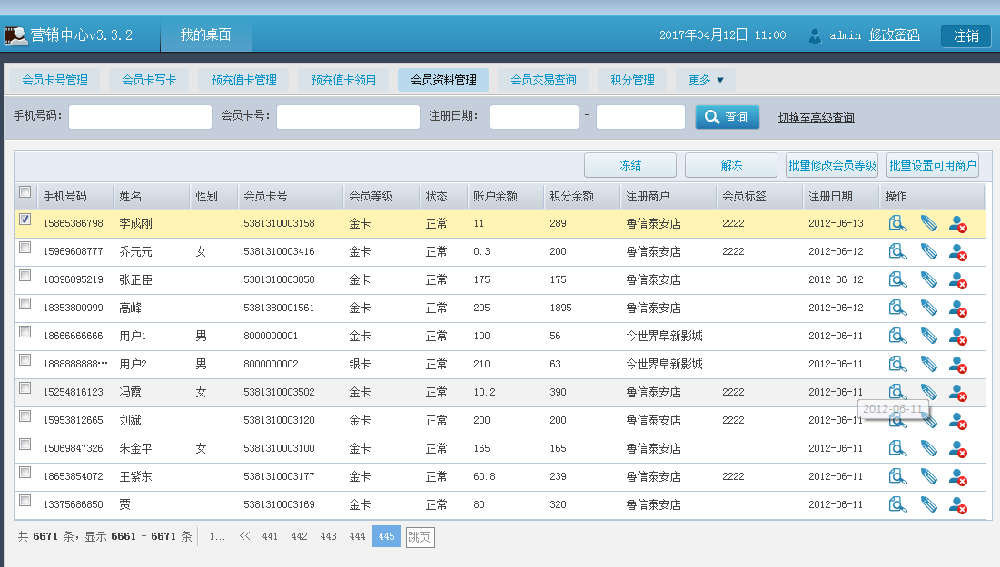 营销中心v3.3.2 我的桌面 2017年04月12日 11:00 admin 修改密码 注销
会员卡号管理 会员卡写卡 预充值卡管理 预充值卡领用 会员资料管理 会员交易查询 积分管理 更多
手机号码： 会员卡号： 注册日期： - 查询 切换至高级查询
冻结 解冻 批量修改会员等级 批量设置可用商户
手机号码 姓名 性别 会员卡号 会员等级 状态 账户余额 积分余额 注册商户 会员标签 注册日期 操作
15865386798 李成刚 5381310003158 金卡 正常 11 289 鲁信泰安店 2222 2012-06-13
15969608777 乔元元 女 5381310003416 金卡 正常 0.3 200 鲁信泰安店 2222 2012-06-12
18396895219 张正臣 5381310003058 金卡 正常 175 175 鲁信泰安店 2012-06-12
18353800999 高峰 5381380001561 金卡 正常 205 1895 鲁信泰安店 2012-06-12
18666666666 用户1 男 8000000001 金卡 正常 100 56 今世界阜新影城 2012-06-11
1888888888… 用户2 男 8000000002 银卡 正常 210 63 今世界阜新影城 2012-06-11
15254816123 冯霞 女 5381310003502 金卡 正常 10.2 390 鲁信泰安店 2222 2012-06-11
2012-06-11
15953812665 刘斌 5381310003120 金卡 正常 200 200 鲁信泰安店 2222 2012-06-11
15069847326 朱金平 女 5381310003100 金卡 正常 165 165 鲁信泰安店 2012-06-11
18653854072 王紫东 5381310003177 金卡 正常 60.8 239 鲁信泰安店 2222 2012-06-11
13375686850 贾 5381310003169 金卡 正常 80 320 鲁信泰安店 2012-06-11
共 6671 条，显示 6661 - 6671 条 1... << 441 442 443 444 445 跳页